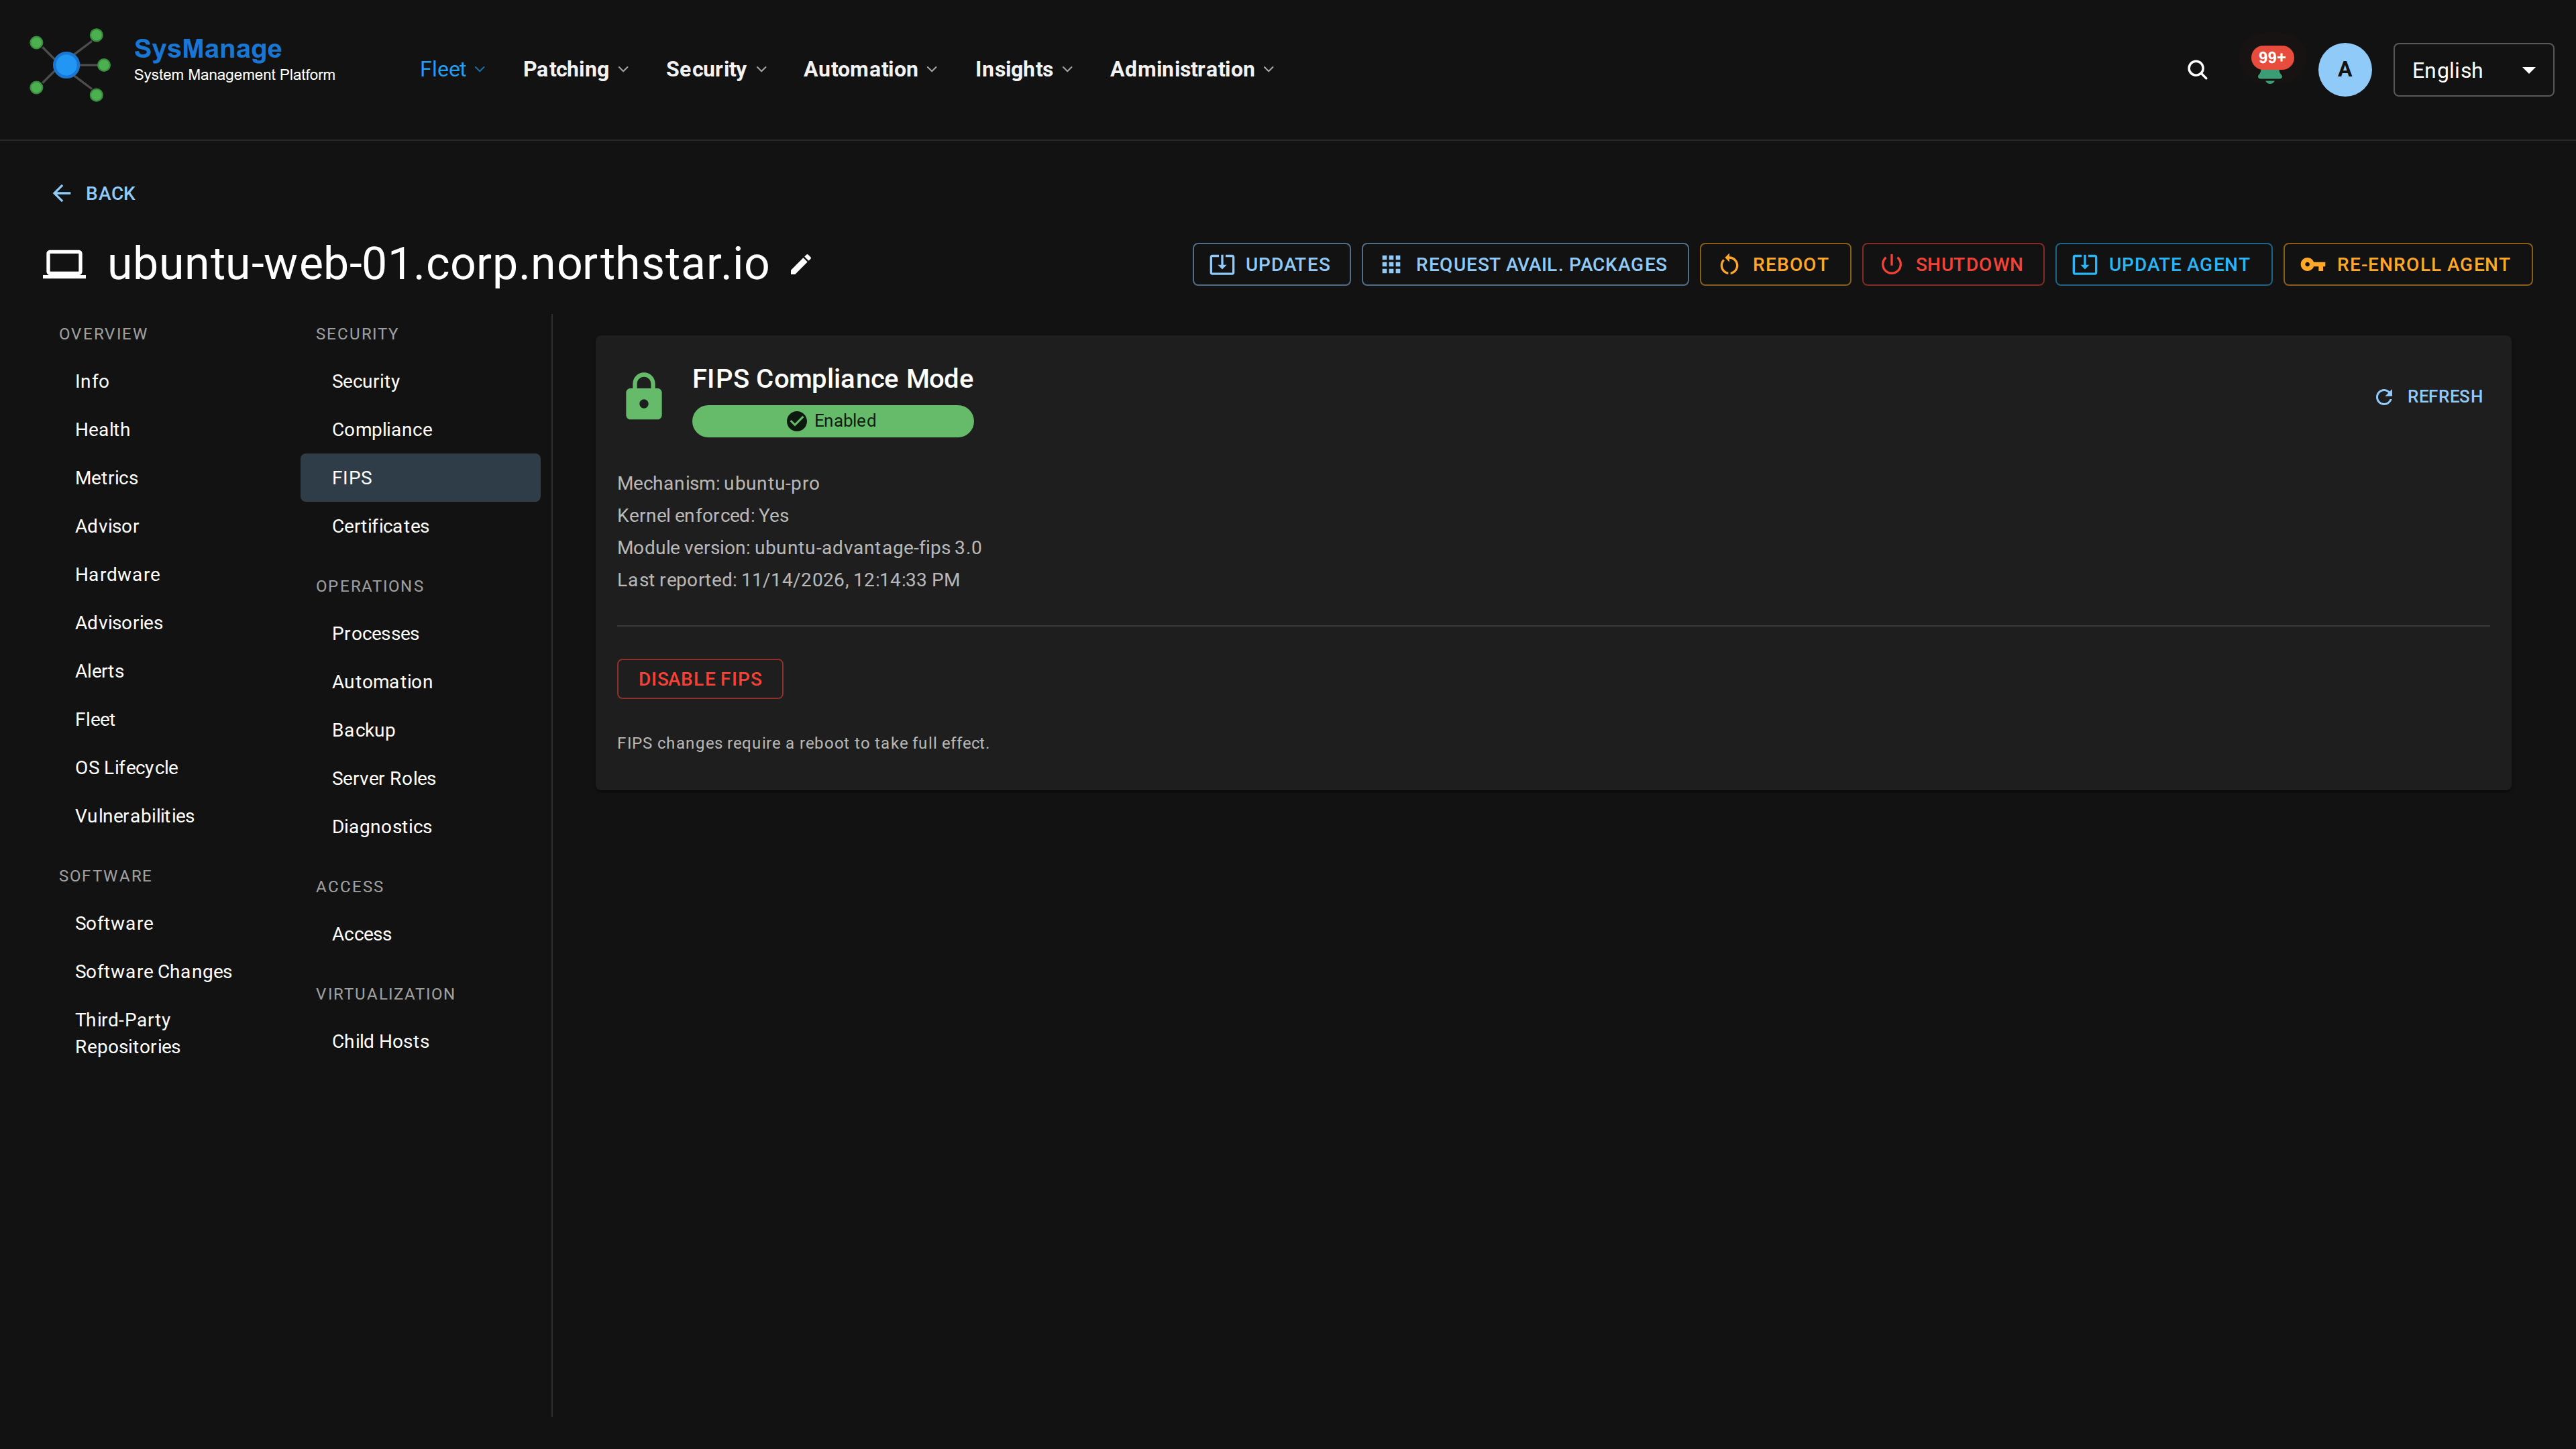 SysManage
System Management Platform
Fleet
Patching
Security
Automation
Insights
Administration
99+
A
English
BACK
ubuntu-web-01.corp.northstar.io
UPDATES
REQUEST AVAIL. PACKAGES
REBOOT
SHUTDOWN
UPDATE AGENT
RE-ENROLL AGENT
OVERVIEW
Info
Health
Metrics
Advisor
Hardware
Advisories
Alerts
Fleet
OS Lifecycle
Vulnerabilities
SOFTWARE
Software
Software Changes
Third-Party
Repositories
SECURITY
Security
Compliance
FIPS
Certificates
OPERATIONS
Processes
Automation
Backup
Server Roles
Diagnostics
ACCESS
Access
VIRTUALIZATION
Child Hosts
FIPS Compliance Mode
Enabled
REFRESH
Mechanism: ubuntu-pro
Kernel enforced: Yes
Module version: ubuntu-advantage-fips 3.0
Last reported: 11/14/2026, 12:14:33 PM
DISABLE FIPS
FIPS changes require a reboot to take full effect.